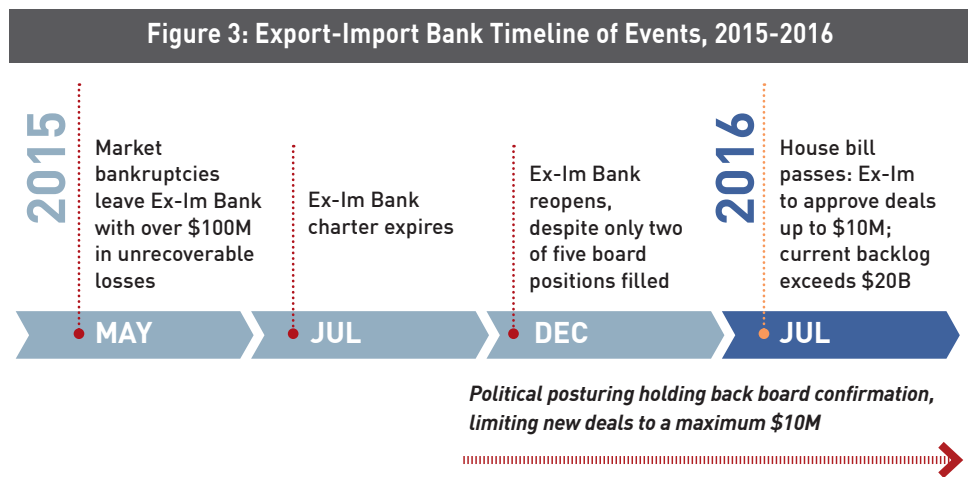 Figure 3: Export-Import Bank Timeline of Events, 2015-2016
2015
Market
bankruptcies
leave Ex-Im Bank
with over $100M
in unrecoverable
losses
MAY
Ex-Im Bank
charter expires
JUL
Ex-Im Bank
reopens,
despite only two
of five board
positions filled
DEC
2016
House bill
passes: Ex-Im
to approve deals
up to $10M;
current backlog
exceeds $20B
JUL
Political posturing holding back board confirmation,
limiting new deals to a maximum $10M